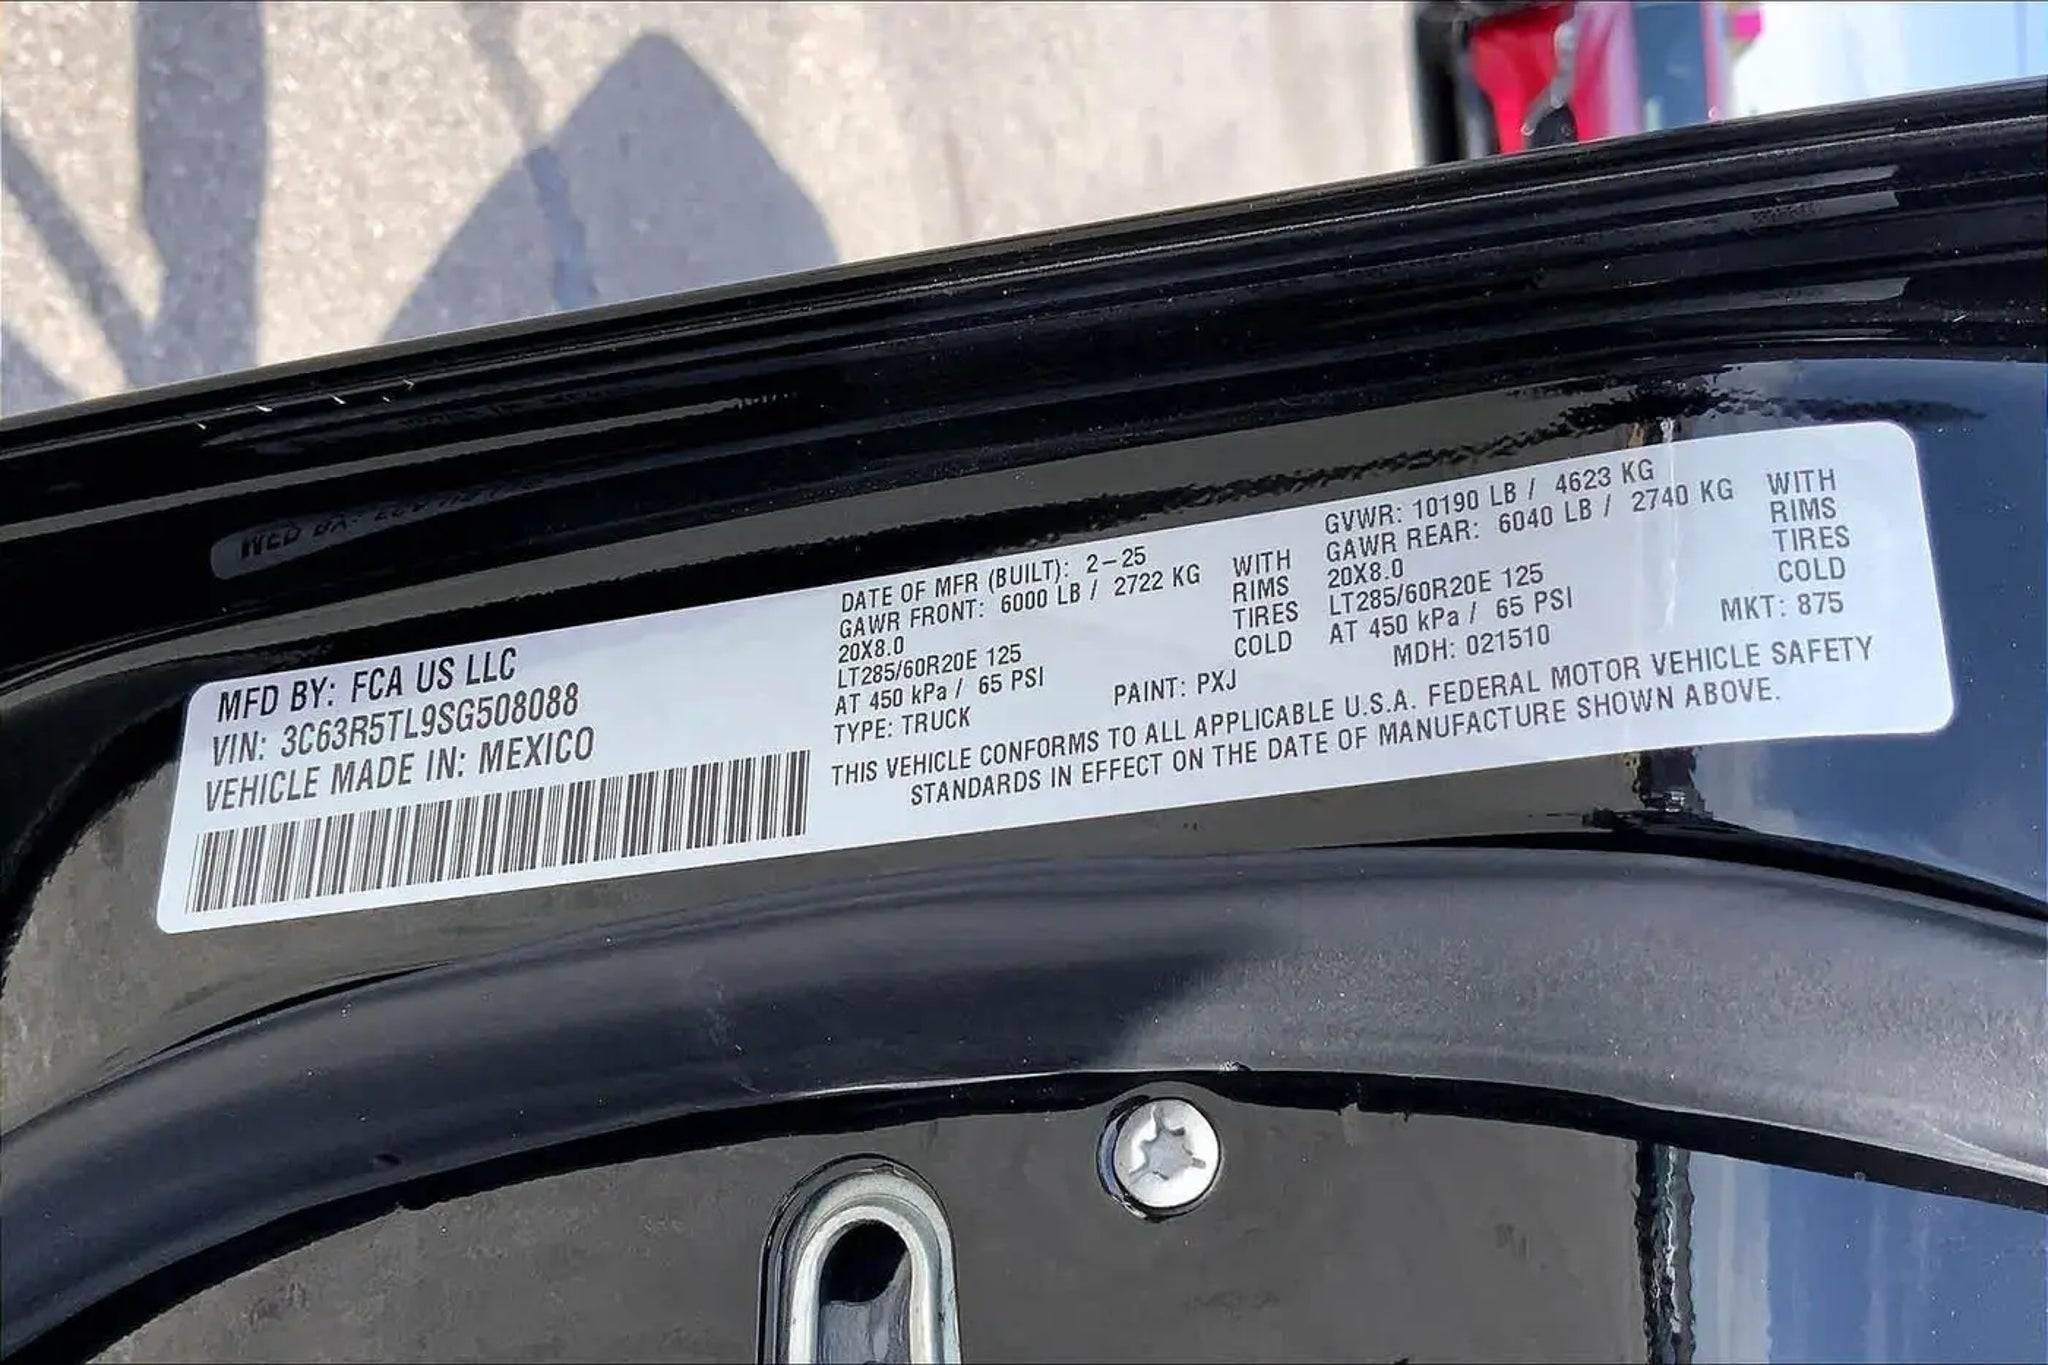 MFD BY: FCA US LLC
VIN: 3C63R5TL9SG508088
VEHICLE MADE IN: MEXICO
DATE OF MFR (BUILT): 2-25
GAWR FRONT: 6000 LB / 2722 KG WITH
20X8.0 RIMS
LT285/60R20E 125 TIRES
AT 450 kPa / 65 PSI COLD
TYPE: TRUCK PAINT: PXJ
GVWR: 10190 LB / 4623 KG
GAWR REAR: 6040 LB / 2740 KG WITH
20X8.0 RIMS
LT285/60R20E 125 TIRES
AT 450 kPa / 65 PSI COLD
MDH: 021510 MKT: 875
THIS VEHICLE CONFORMS TO ALL APPLICABLE U.S.A. FEDERAL MOTOR VEHICLE SAFETY
STANDARDS IN EFFECT ON THE DATE OF MANUFACTURE SHOWN ABOVE.